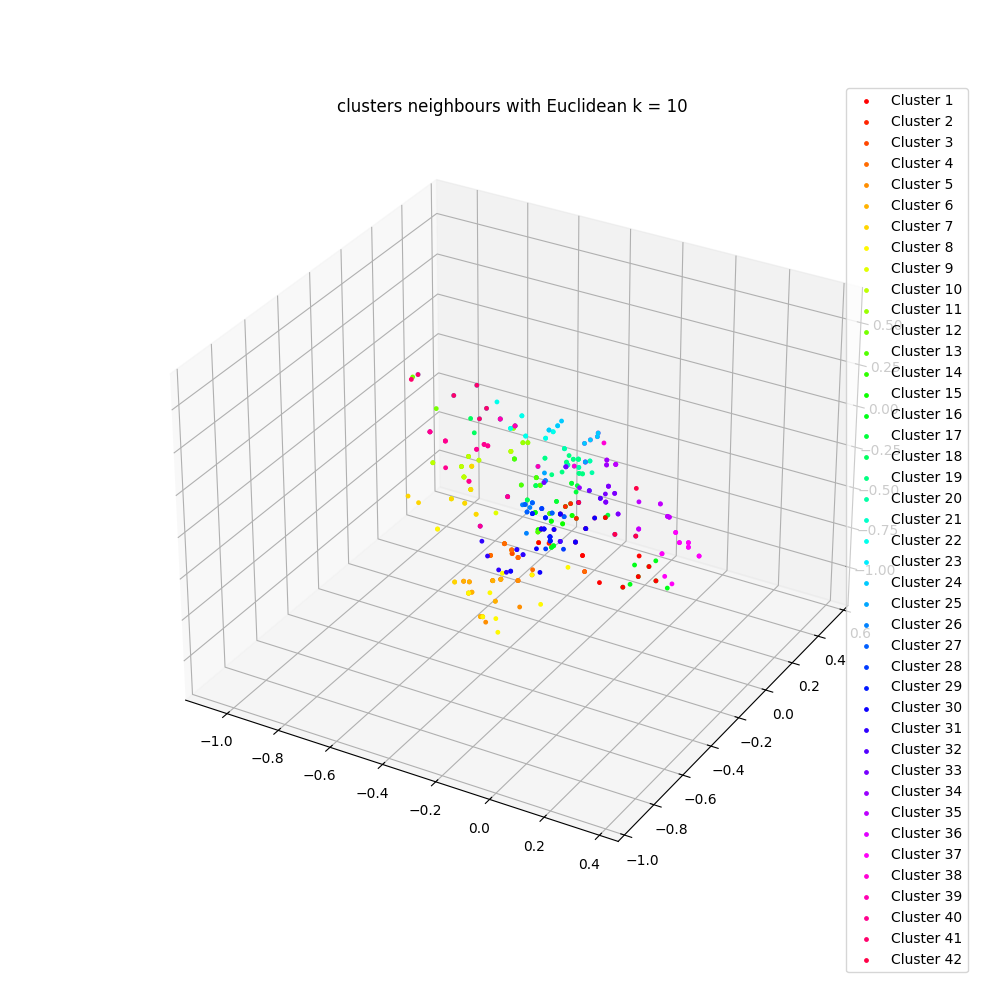 clusters neighbours with Euclidean k = 10
Cluster 1
Cluster 2
Cluster 3
Cluster 4
Cluster 5
Cluster 6
Cluster 7
Cluster 8
Cluster 9
Cluster 10
Cluster 11
Cluster 12
Cluster 13
Cluster 14
Cluster 15
Cluster 16
Cluster 17
Cluster 18
Cluster 19
Cluster 20
Cluster 21
Cluster 22
Cluster 23
Cluster 24
Cluster 25
Cluster 26
Cluster 27
Cluster 28
Cluster 29
Cluster 30
Cluster 31
Cluster 32
Cluster 33
Cluster 34
Cluster 35
Cluster 36
Cluster 37
Cluster 38
Cluster 39
Cluster 40
Cluster 41
Cluster 42
0.50
0.25
0.00
−0.25
−0.50
−0.75
−1.00
0.6
0.4
0.2
0.0
−0.2
−0.4
−0.6
−0.8
−1.0
−1.0
−0.8
−0.6
−0.4
−0.2
0.0
0.2
0.4